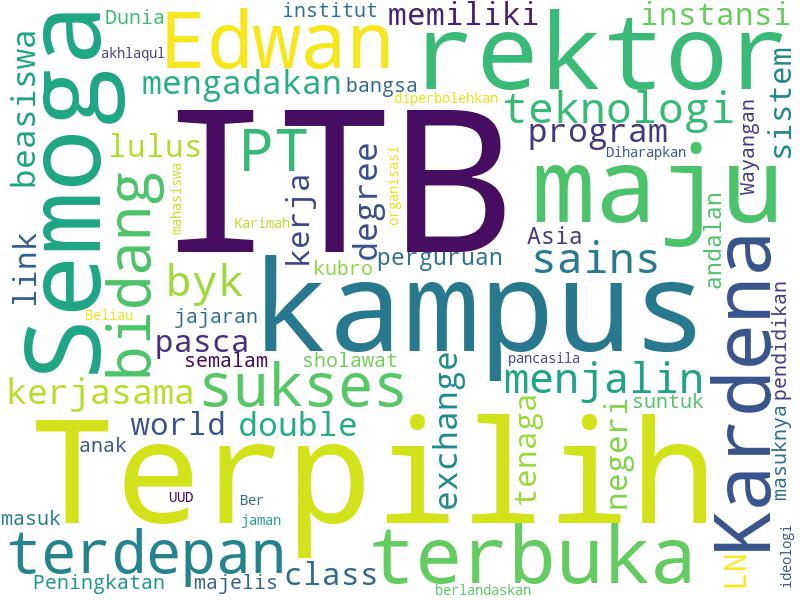 Dunia
institut
memiliki
instansi
beasiswa
Semoga
akhlaqul
Edwan
rektor
mengadakan
bangsa
diperbolehkan
teknologi
sistem
lulus
PT
ITB
program
Wayangan
Diharapkan
maju
bidang
mahasiswa
kerja
degree
organisasi
Karimah
Asia
andalan
link
byk
kubro
perguruan
sains
Kardena
kampus
Beliau
jajaran
pasca
semalam
sholawat
pancasila
menjalin
pendidikan
kerjasama
sukses
exchange
tenaga
negeri
suntuk
masuknya
world
double
anak
Terpilih
UUD
Ber
masuk
jaman
terdepan
terbuka
LN
ideologi
Peningkatan
majelis
class
berlandaskan